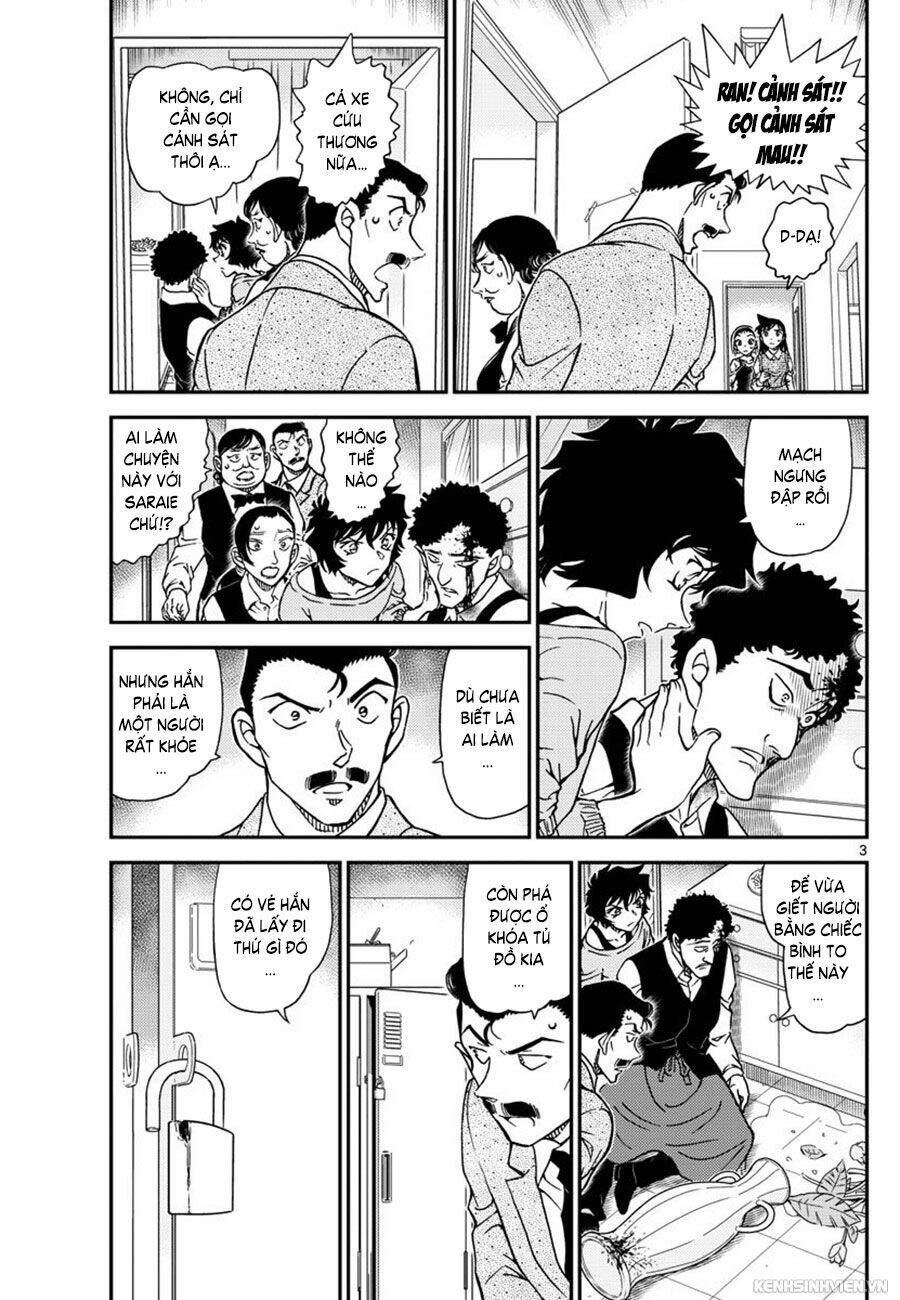 RAN! CẢNH SÁT!!
GỌI CẢNH SÁT
MAU!!
D-DẠ!
CẢ XE
CỨU
THƯƠNG
NỮA...
KHÔNG, CHỈ
CẦN GỌI
CẢNH SÁT
THÔI Ạ...
MẠCH
NGƯNG
ĐẬP RỒI
...
KHÔNG
THỂ
NÀO
...
AI LÀM
CHUYỆN
NÀY VỚI
SARAIE
CHỨ!?
DÙ CHƯA
BIẾT LÀ
AI LÀM
...
NHƯNG HẮN
PHẢI LÀ
MỘT NGƯỜI
RẤT KHỎE
...
3
ĐỂ VỪA
GIẾT NGƯỜI
BẰNG CHIẾC
BÌNH TO
THẾ NÀY
...
CÒN PHÁ
ĐƯỢC Ổ
KHÓA TỦ
ĐỒ KIA
...
CÓ VẺ HẮN
ĐÃ LẤY ĐI
THỨ GÌ ĐÓ
...
KENHSINHVIEN.VN